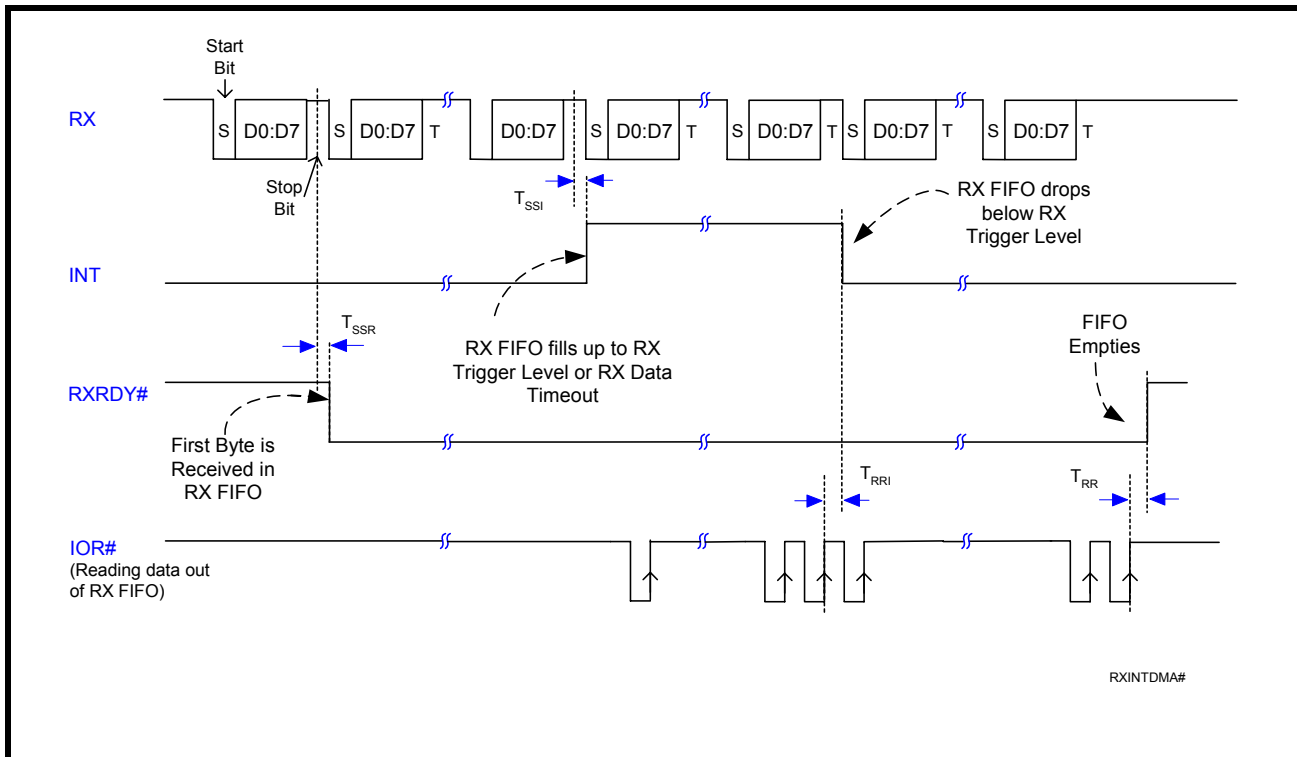 Start
Bit
RX
S
D0:D7
S
D0:D7
T
D0:D7
S
D0:D7
T
S
D0:D7
T
S
D0:D7
T
S
D0:D7
T
Stop
Bit
TSSI
RX FIFO drops
below RX
Trigger Level
INT
TSSR
RX FIFO fills up to RX
Trigger Level or RX Data
Timeout
FIFO
Empties
RXRDY#
First Byte is
Received in
RX FIFO
TRRI
TRR
IOR#
(Reading data out
of RX FIFO)
RXINTDMA#